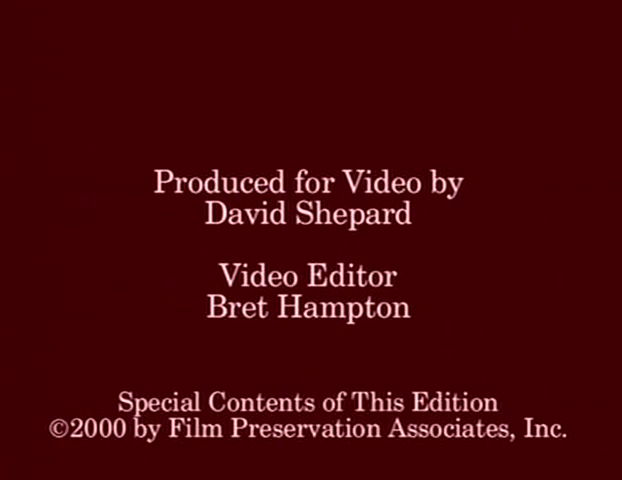 Produced for Video by
David Shepard
Video Editor
Bret Hampton
Special Contents of This Edition
©2000 by Film Preservation Associates, Inc.